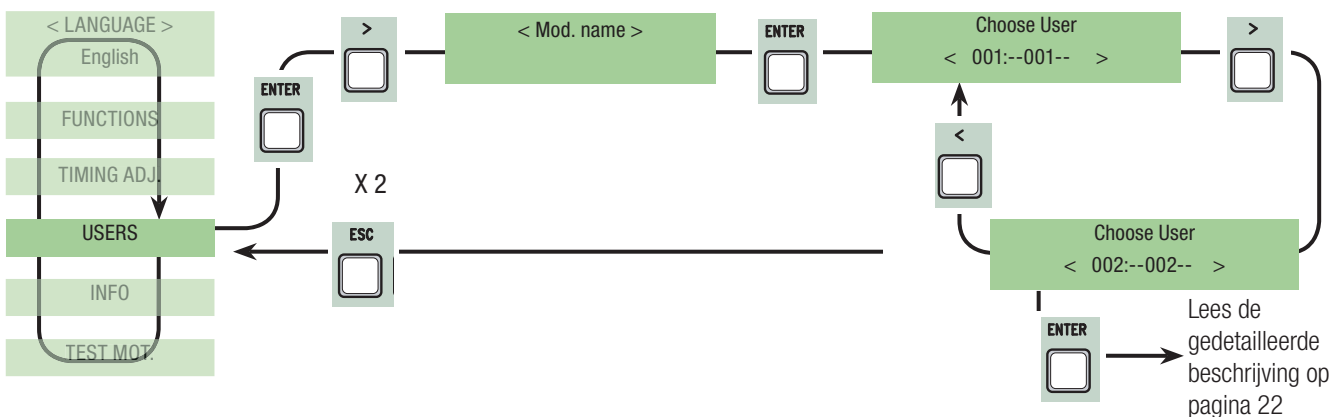 < LANGUAGE >
English
FUNCTIONS
TIMING ADJ.
USERS
INFO
TEST MOT.
ENTER
>
< Mod. name >
ENTER
Choose User
< 001:--001-- >
>
<
X 2
ESC
Choose User
< 002:--002-- >
ENTER
Lees de
gedetailleerde
beschrijving op
pagina 22